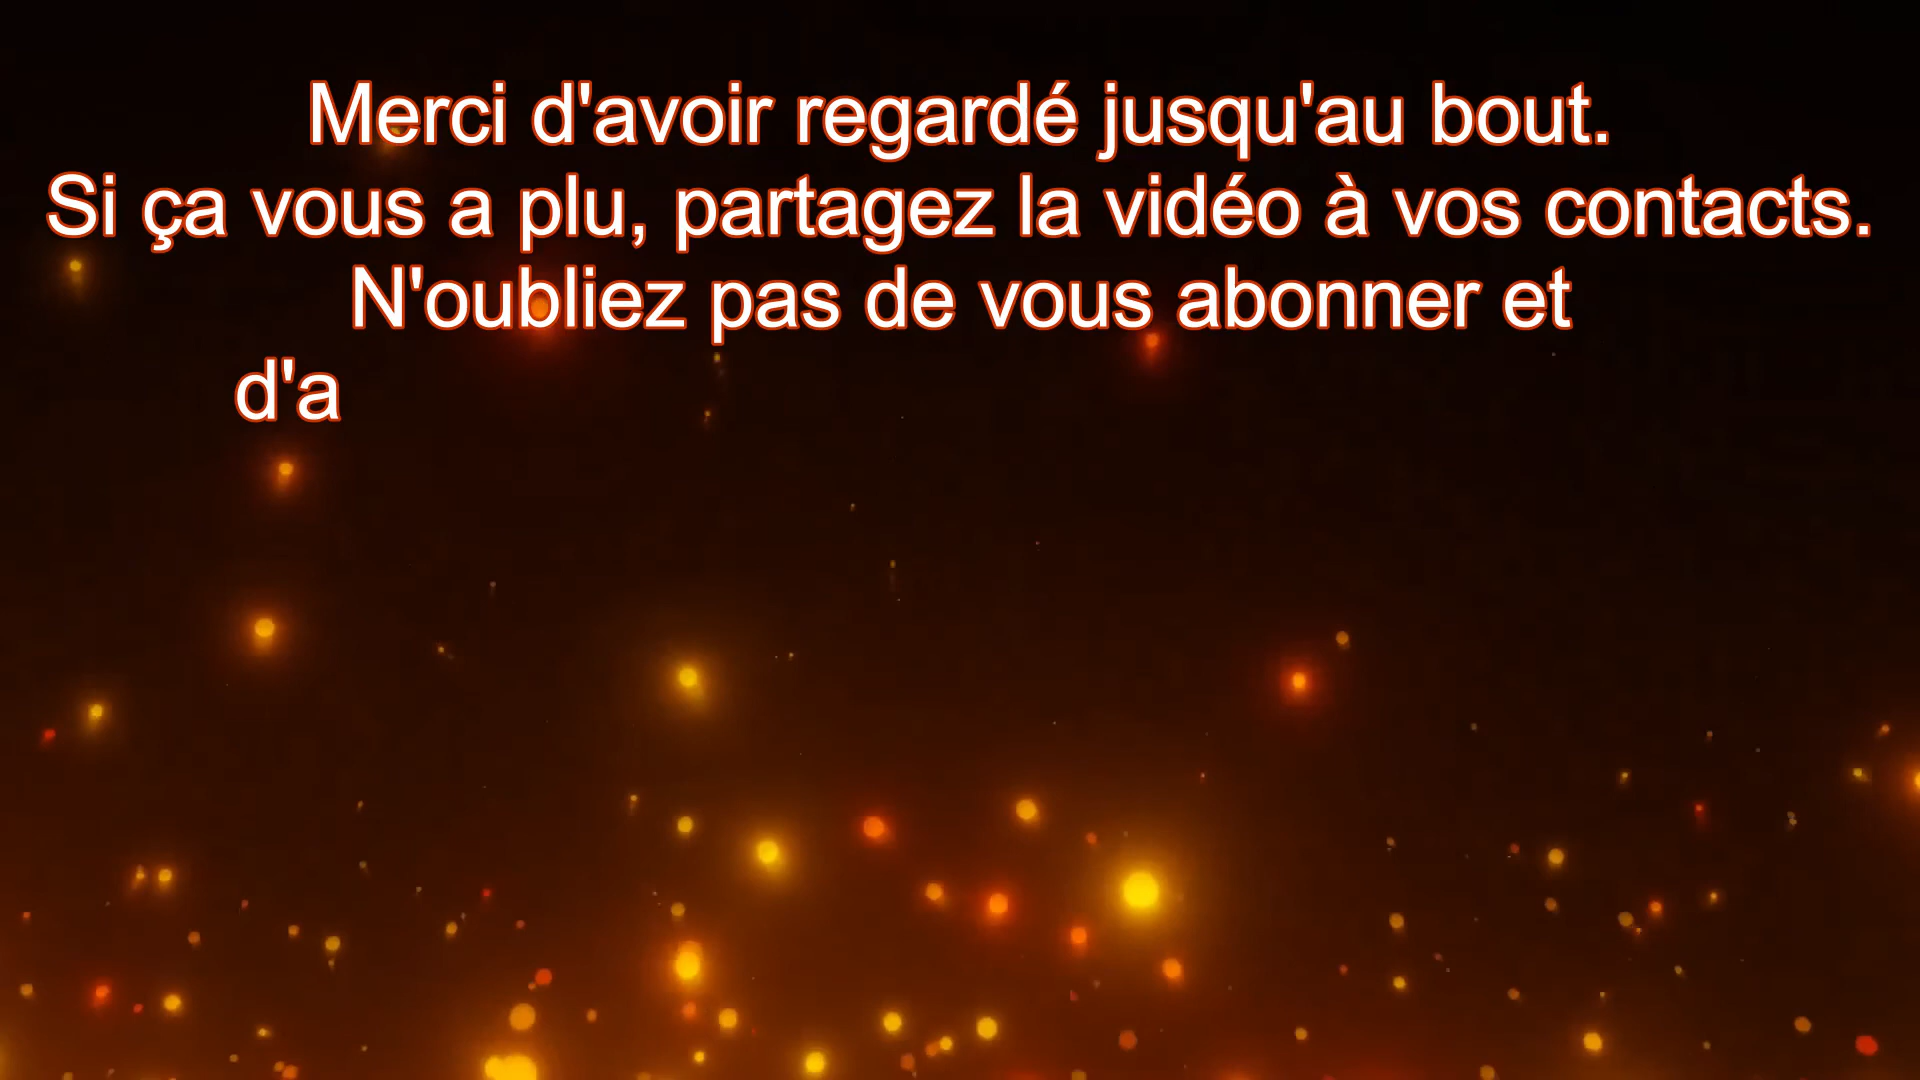 Merci d'avoir regardé jusqu'au bout.
Si ça vous a plu, partagez la vidéo à vos contacts.
N'oubliez pas de vous abonner et
d'a